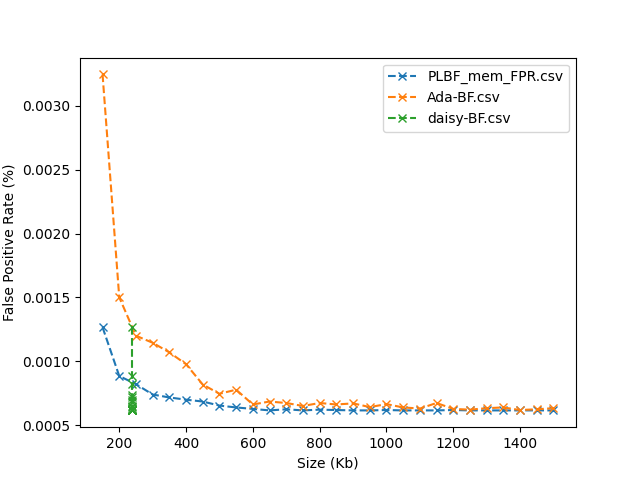 PLBF_mem_FPR.csv
Ada-BF.csv
daisy-BF.csv
False Positive Rate (%)
0.0030
0.0025
0.0020
0.0015
0.0010
0.0005
200 400 600 800 1000 1200 1400
Size (Kb)